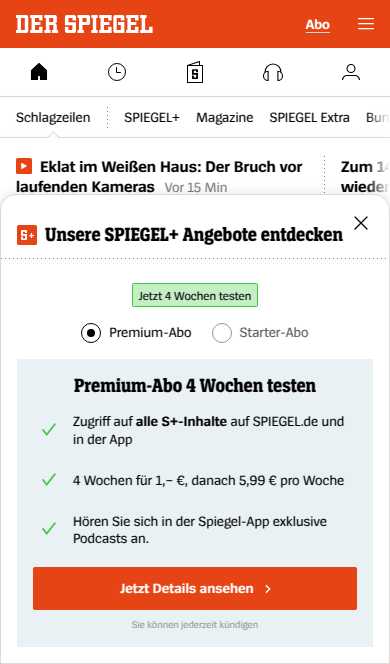 DER SPIEGEL
Abo
S
Schlagzeilen SPIEGEL+ Magazine SPIEGEL Extra Bun
Eklat im Weißen Haus: Der Bruch vor
laufenden Kameras Vor 15 Min
Zum 14
wieder
S+ Unsere SPIEGEL+ Angebote entdecken
Jetzt 4 Wochen testen
Premium-Abo Starter-Abo
Premium-Abo 4 Wochen testen
Zugriff auf alle S+-Inhalte auf SPIEGEL.de und
in der App
4 Wochen für 1,– €, danach 5,99 € pro Woche
Hören Sie sich in der Spiegel-App exklusive
Podcasts an.
Jetzt Details ansehen
Sie können jederzeit kündigen